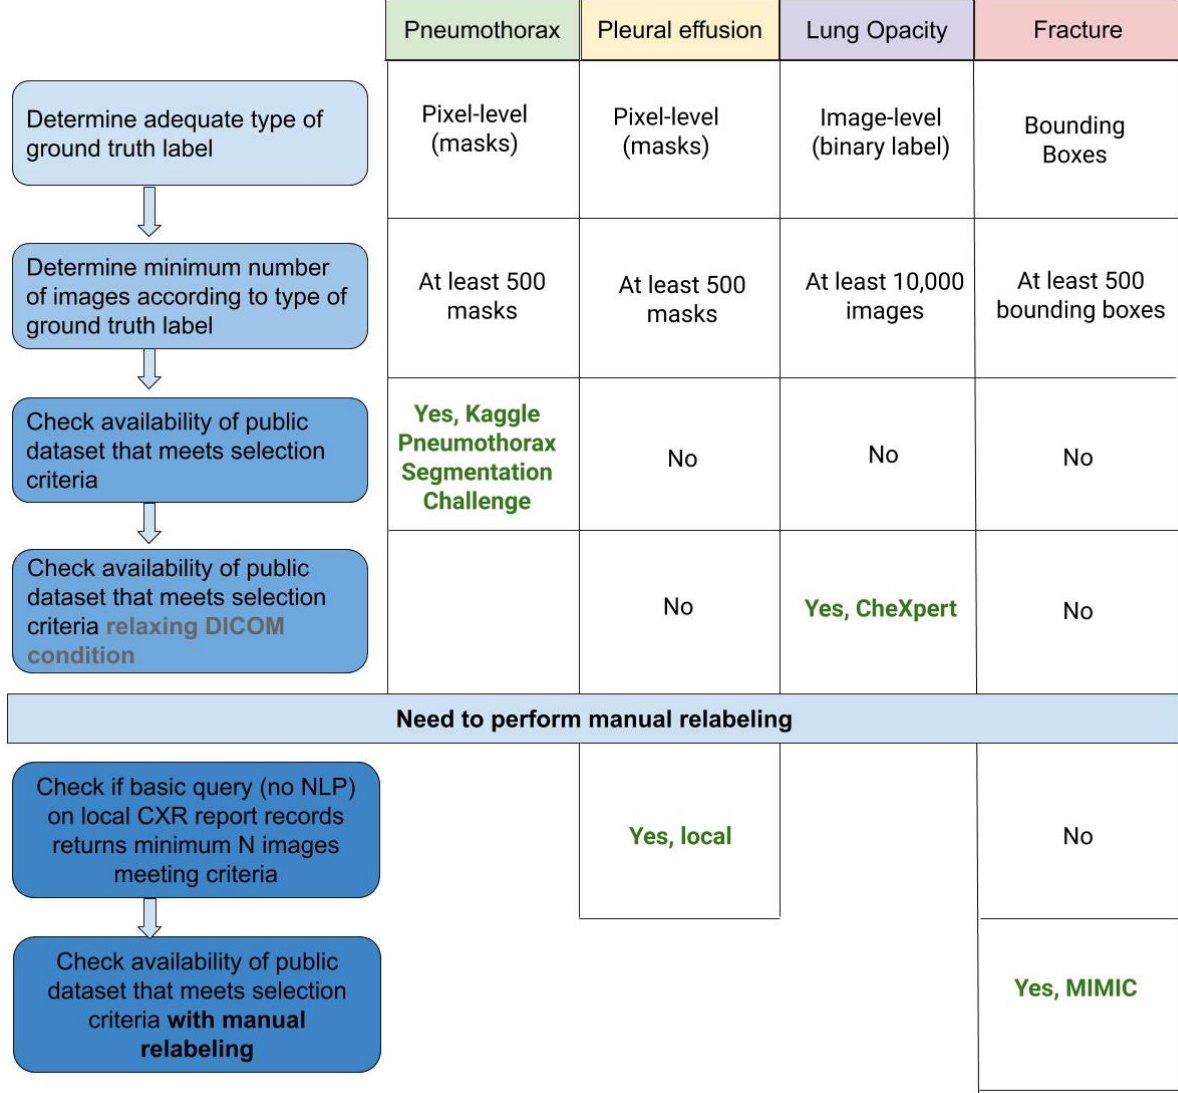 Pneumothorax
Pleural effusion
Lung Opacity
Fracture
Determine adequate type of
ground truth label
Pixel-level
(masks)
Pixel-level
(masks)
Image-level
(binary label)
Bounding
Boxes
Determine minimum number
of images according to type of
ground truth label
At least 500
masks
At least 500
masks
At least 10,000
images
At least 500
bounding boxes
Check availability of public
dataset that meets selection
criteria
Yes, Kaggle
Pneumothorax
Segmentation
Challenge
No
No
No
Check availability of public
dataset that meets selection
criteria relaxing DICOM
condition
No
Yes, CheXpert
No
Need to perform manual relabeling
Check if basic query (no NLP)
on local CXR report records
returns minimum N images
meeting criteria
Yes, local
No
Check availability of public
dataset that meets selection
criteria with manual
relabeling
Yes, MIMIC